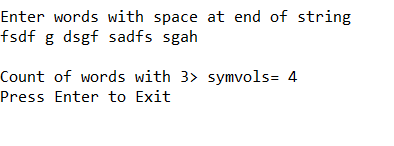 Enter words with space at end of string
fsdf g dsgf sadfs sgah
Count of words with 3> symvols= 4
Press Enter to Exit